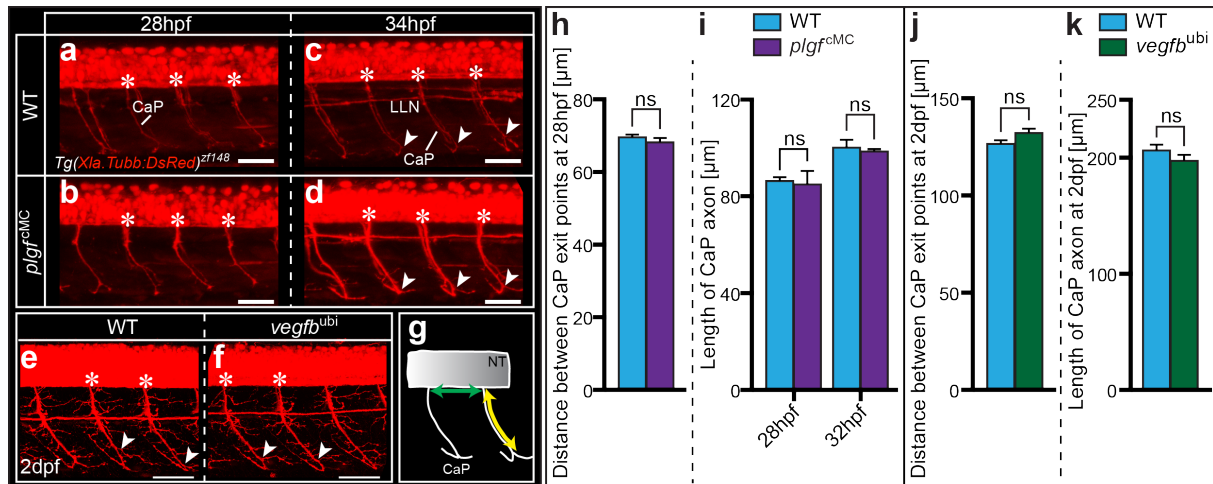 28hpf
34hpf
WT
a
*
*
*
CaP
Tg(Xla.Tubb:DsRed)zf148
c
*
*
*
LLN
CaP
plgfcMC
b
*
*
*
d
*
*
*
WT
vegfbubi
e
*
*
2dpf
f
*
*
g
NT
CaP
h
WT
plgfcMC
Distance between CaP exit points at 28hpf [µm]
80
60
40
20
0
ns
i
Length of CaP axon [µm]
120
80
40
0
ns
ns
28hpf
32hpf
j
WT
vegfbubi
Distance between CaP exit points at 2dpf [µm]
150
100
50
0
ns
k
Length of CaP axon at 2dpf [µm]
250
200
100
0
ns